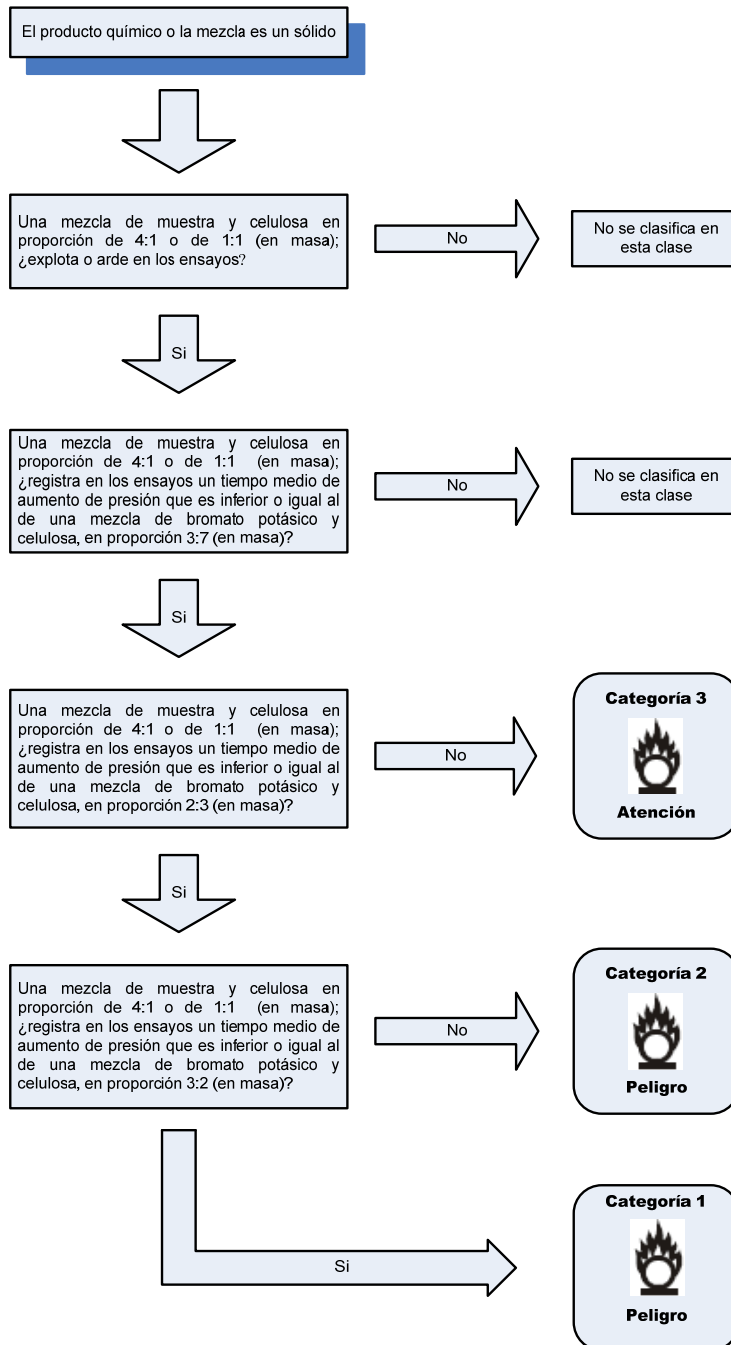 El producto químico o la mezcla es un sólido
Una mezcla de muestra y celulosa en
proporción de 4:1 o de 1:1 (en masa);
¿explota o arde en los ensayos?
No
No se clasifica en
esta clase
Si
Una mezcla de muestra y celulosa en
proporción de 4:1 o de 1:1 (en masa);
¿registra en los ensayos un tiempo medio de
aumento de presión que es inferior o igual al
de una mezcla de bromato potásico y
celulosa, en proporción 3:7 (en masa)?
No
No se clasifica en
esta clase
Si
Una mezcla de muestra y celulosa en
proporción de 4:1 o de 1:1 (en masa);
¿registra en los ensayos un tiempo medio de
aumento de presión que es inferior o igual al
de una mezcla de bromato potásico y
celulosa, en proporción 2:3 (en masa)?
No
Categoría 3
Atención
Si
Una mezcla de muestra y celulosa en
proporción de 4:1 o de 1:1 (en masa);
¿registra en los ensayos un tiempo medio de
aumento de presión que es inferior o igual al
de una mezcla de bromato potásico y
celulosa, en proporción 3:2 (en masa)?
No
Categoría 2
Peligro
Si
Categoría 1
Peligro